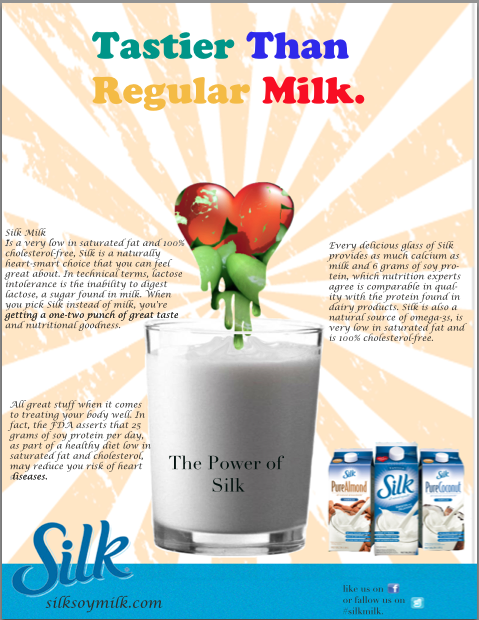 Tastier Than
Regular Milk.
Silk Milk
Is a very low in saturated fat and 100%
cholesterol-free, Silk is a naturally
heart-smart choice that you can feel
great about. In technical terms, lactose
intolerance is the inability to digest
lactose, a sugar found in milk. When
you pick Silk instead of milk, you're
getting a one-two punch of great taste
and nutritional goodness.
Every delicious glass of Silk
provides as much calcium as
milk and 6 grams of soy pro-
tein, which nutrition experts
agree is comparable in qual-
ity with the protein found in
dairy products. Silk is also a
natural source of omega-3s, is
very low in saturated fat and
is 100% cholesterol-free.
All great stuff when it comes
to treating your body well. In
fact, the FDA asserts that 25
grams of soy protein per day,
as part of a healthy diet low in
saturated fat and cholesterol,
may reduce you risk of heart
diseases.
The Power of
Silk
Silk
PureAlmond
Silk
Silk
PureCoconut
Silk
silksoymilk.com
like us on
or fallow us on
#silkmilk.